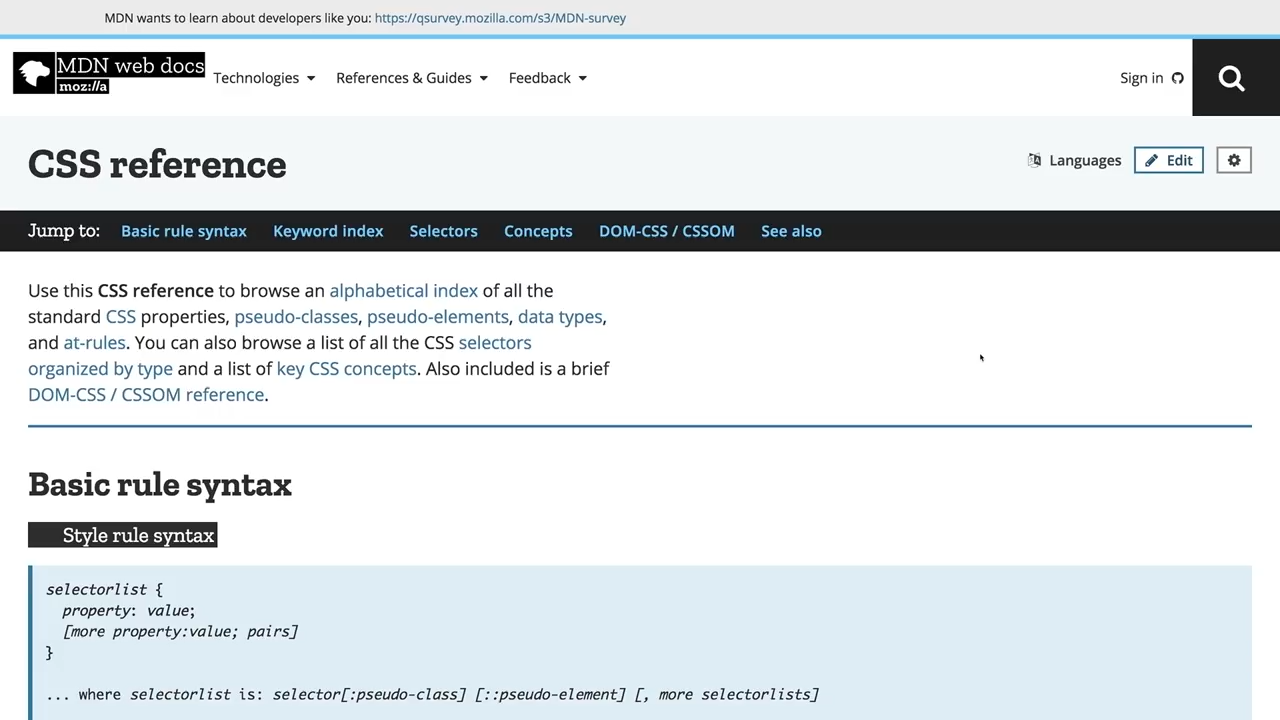 MDN wants to learn about developers like you: https://qsurvey.mozilla.com/s3/MDN-survey
MDN web docs
moz://a
Technologies References & Guides Feedback Sign in
CSS reference
Languages Edit
Jump to: Basic rule syntax Keyword index Selectors Concepts DOM-CSS / CSSOM See also
Use this CSS reference to browse an alphabetical index of all the
standard CSS properties, pseudo-classes, pseudo-elements, data types,
and at-rules. You can also browse a list of all the CSS selectors
organized by type and a list of key CSS concepts. Also included is a brief
DOM-CSS / CSSOM reference.
Basic rule syntax
Style rule syntax
selectorlist {
property: value;
[more property:value; pairs]
}
... where selectorlist is: selector[:pseudo-class] [::pseudo-element] [, more selectorlists]